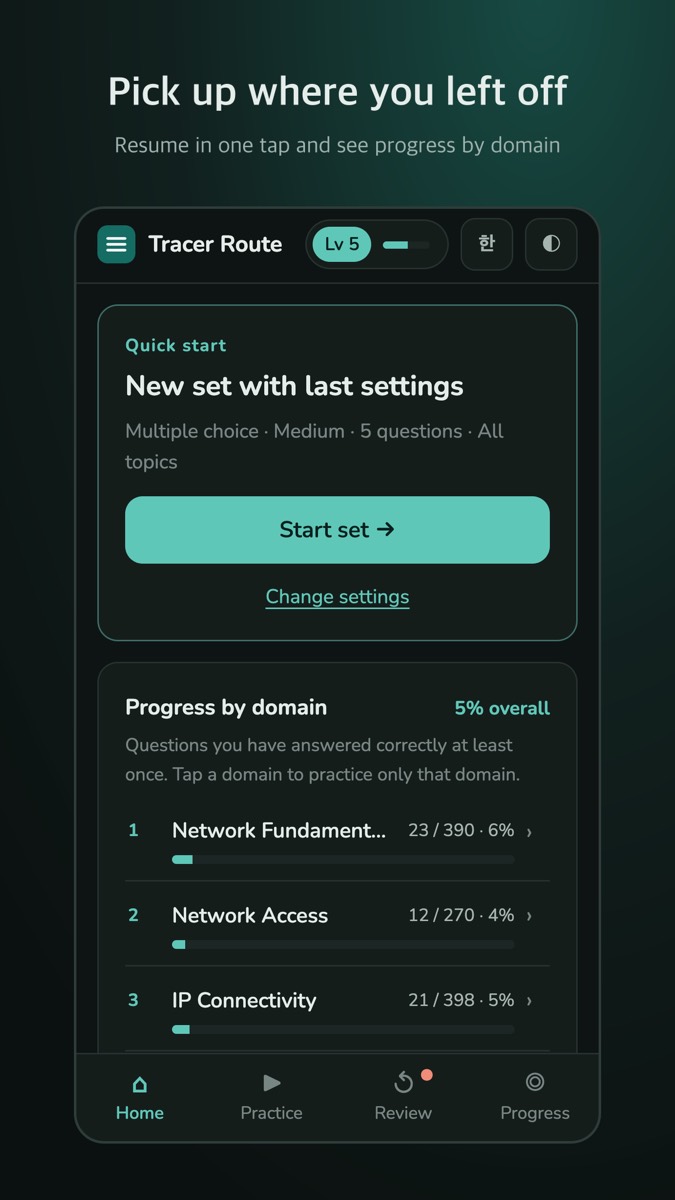 Pick up where you left off
Resume in one tap and see progress by domain
Tracer Route
Lv 5
한
Quick start
New set with last settings
Multiple choice · Medium · 5 questions · All
topics
Start set →
Change settings
Progress by domain
5% overall
Questions you have answered correctly at least
once. Tap a domain to practice only that domain.
1 Network Fundament... 23 / 390 · 6% ›
2 Network Access 12 / 270 · 4% ›
3 IP Connectivity 21 / 398 · 5% ›
Home
Practice
Review
Progress